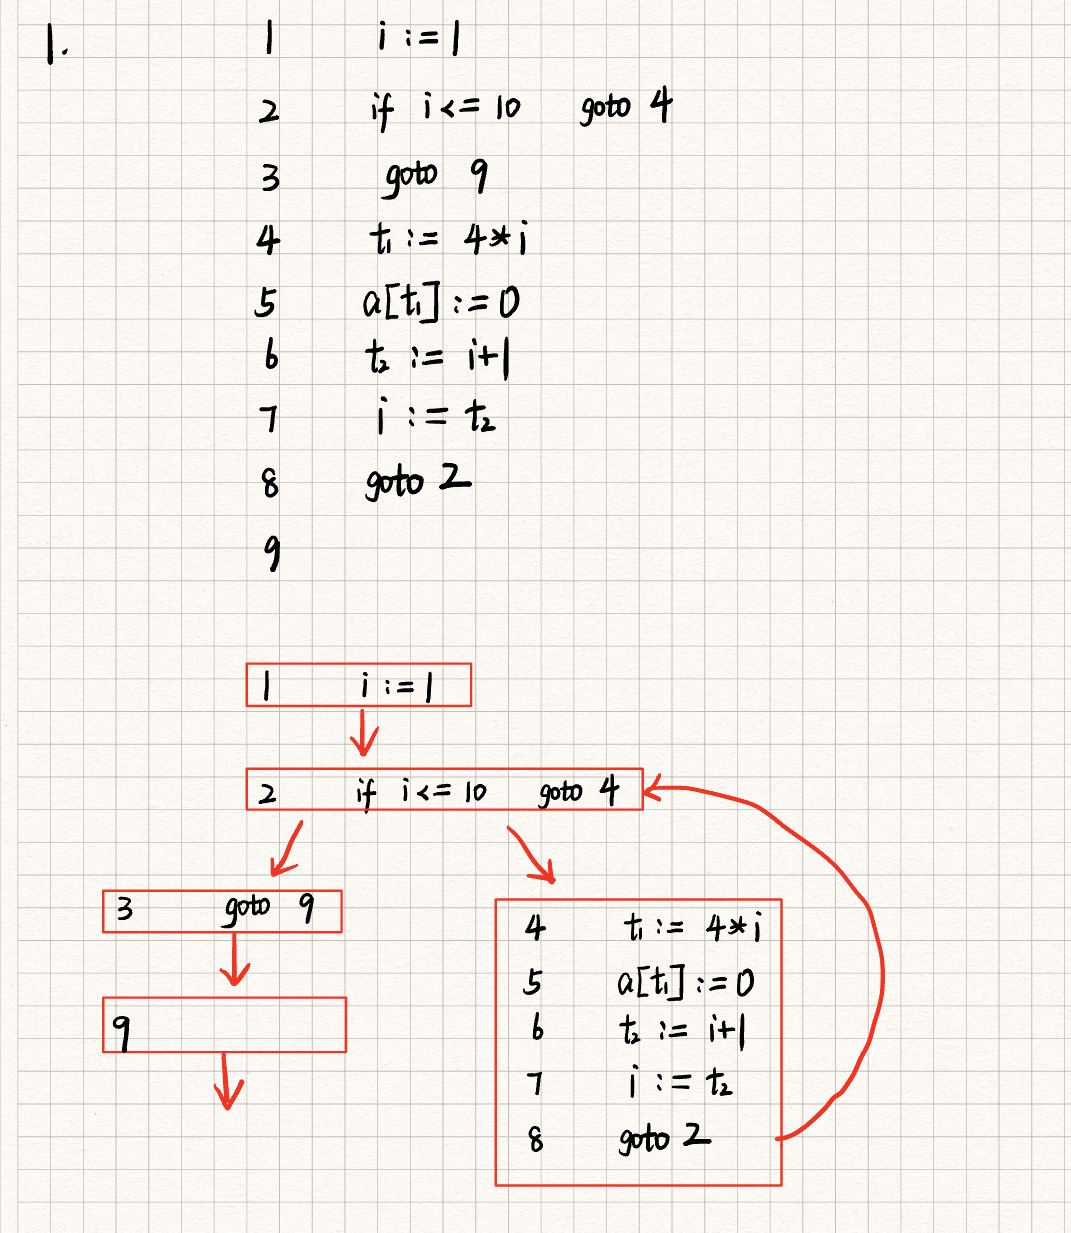 1.
1 i := 1
2 if i <= 10 goto 4
3 goto 9
4 t₁ := 4*i
5 a[t₁] := 0
6 t₂ := i+1
7 i := t₂
8 goto 2
9
1 i := 1
2 if i <= 10 goto 4
3 goto 9
9
4 t₁ := 4*i
5 a[t₁] := 0
6 t₂ := i+1
7 i := t₂
8 goto 2